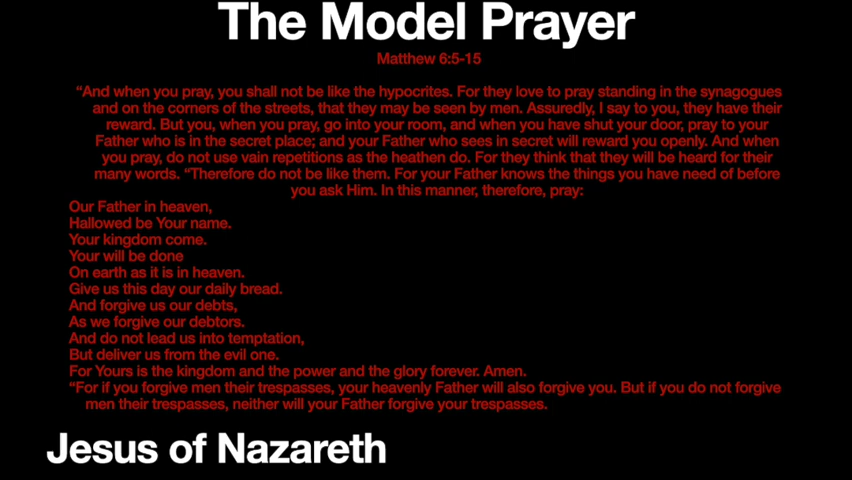 The Model Prayer
Matthew 6:5-15
“And when you pray, you shall not be like the hypocrites. For they love to pray standing in the synagogues
and on the corners of the streets, that they may be seen by men. Assuredly, I say to you, they have their
reward. But you, when you pray, go into your room, and when you have shut your door, pray to your
Father who is in the secret place; and your Father who sees in secret will reward you openly. And when
you pray, do not use vain repetitions as the heathen do. For they think that they will be heard for their
many words. “Therefore do not be like them. For your Father knows the things you have need of before
you ask Him. In this manner, therefore, pray:
Our Father in heaven,
Hallowed be Your name.
Your kingdom come.
Your will be done
On earth as it is in heaven.
Give us this day our daily bread.
And forgive us our debts,
As we forgive our debtors.
And do not lead us into temptation,
But deliver us from the evil one.
For Yours is the kingdom and the power and the glory forever. Amen.
“For if you forgive men their trespasses, your heavenly Father will also forgive you. But if you do not forgive
men their trespasses, neither will your Father forgive your trespasses.
Jesus of Nazareth